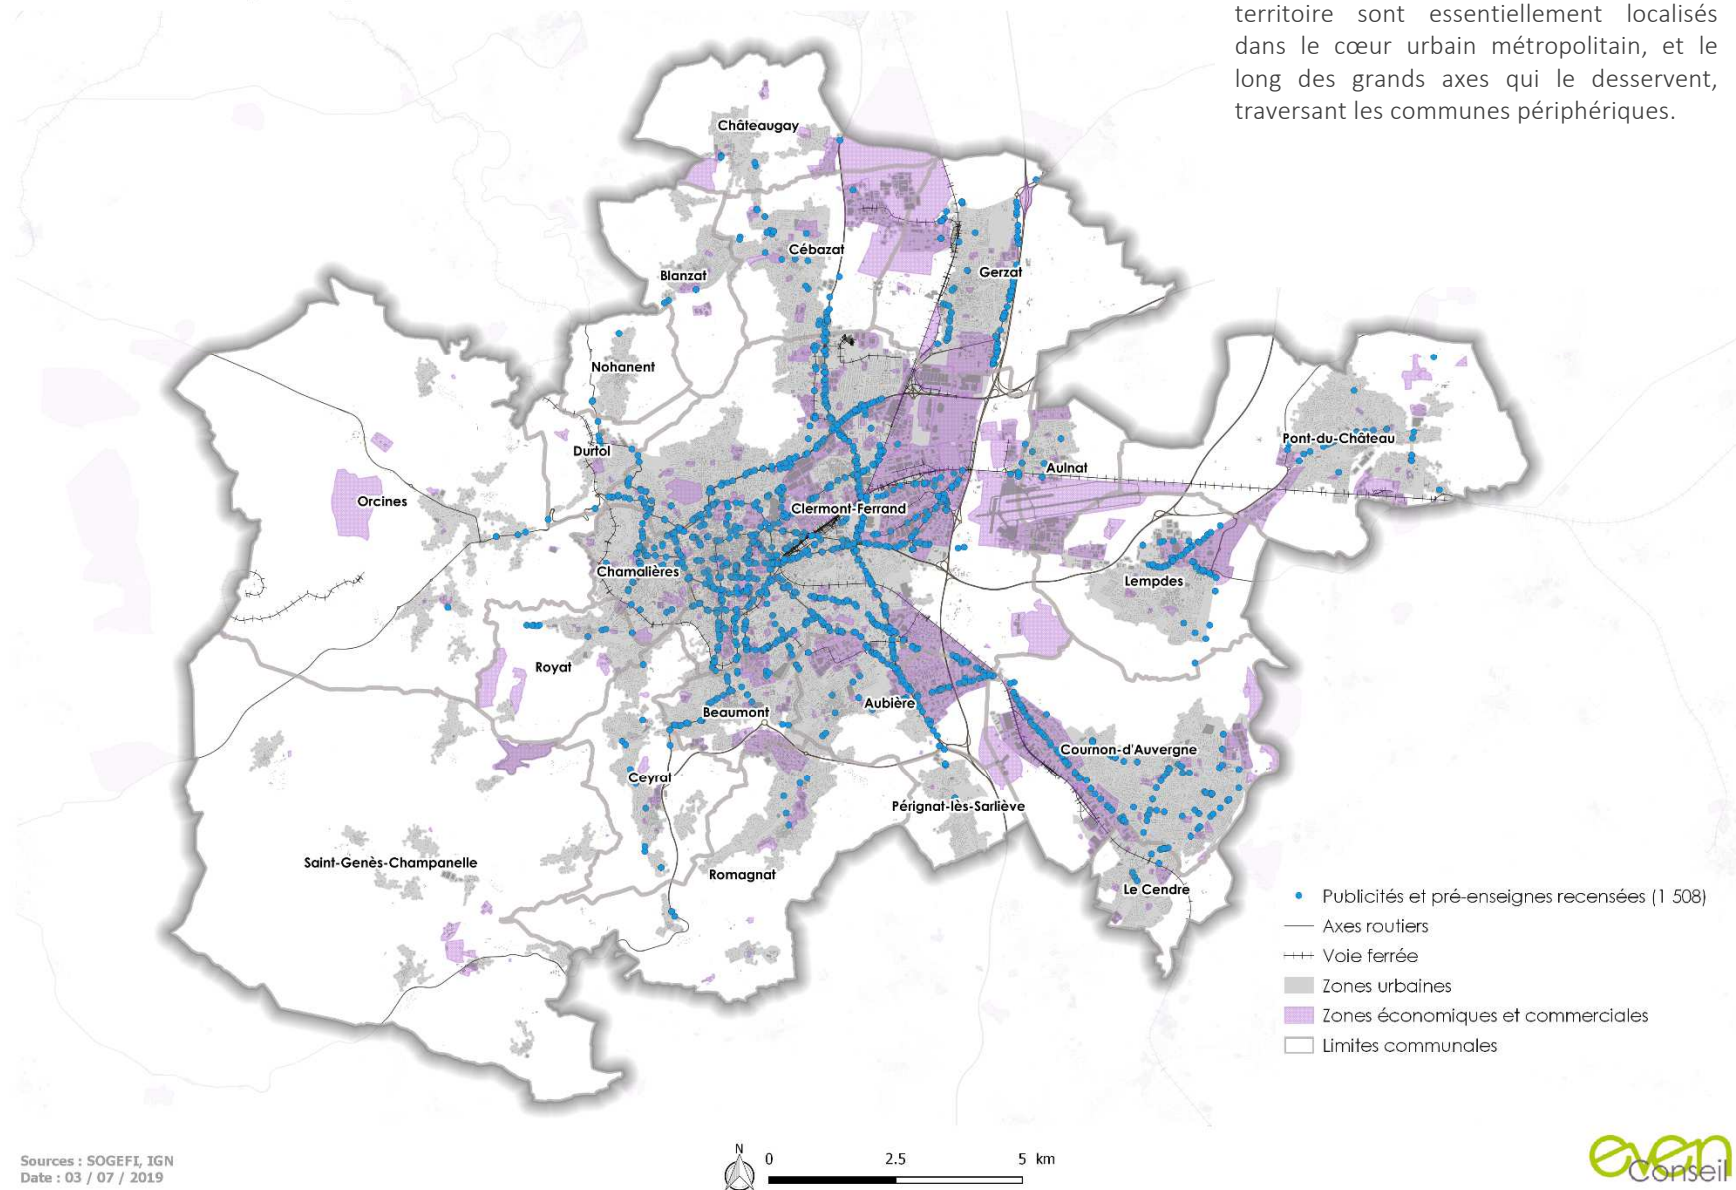 territoire sont essentiellement localisés
dans le cœur urbain métropolitain, et le
long des grands axes qui le desservent,
traversant les communes périphériques.
Châteaugay
Cébazat
Blanzat
Gerzat
Nohanent
Durtol
Pont-du-Château
Aulnat
Orcines
Clermont-Ferrand
Chamalières
Lempdes
Royat
Aubière
Beaumont
Cournon-d'Auvergne
Ceyrat
Pérignat-lès-Sarliève
Saint-Genès-Champanelle
Romagnat
Le Cendre
Publicités et pré-enseignes recensées (1 508)
Axes routiers
Voie ferrée
Zones urbaines
Zones économiques et commerciales
Limites communales
Sources : SOGEFI, IGN
Date : 03 / 07 / 2019
N
0 2.5 5 km
even
Conseil